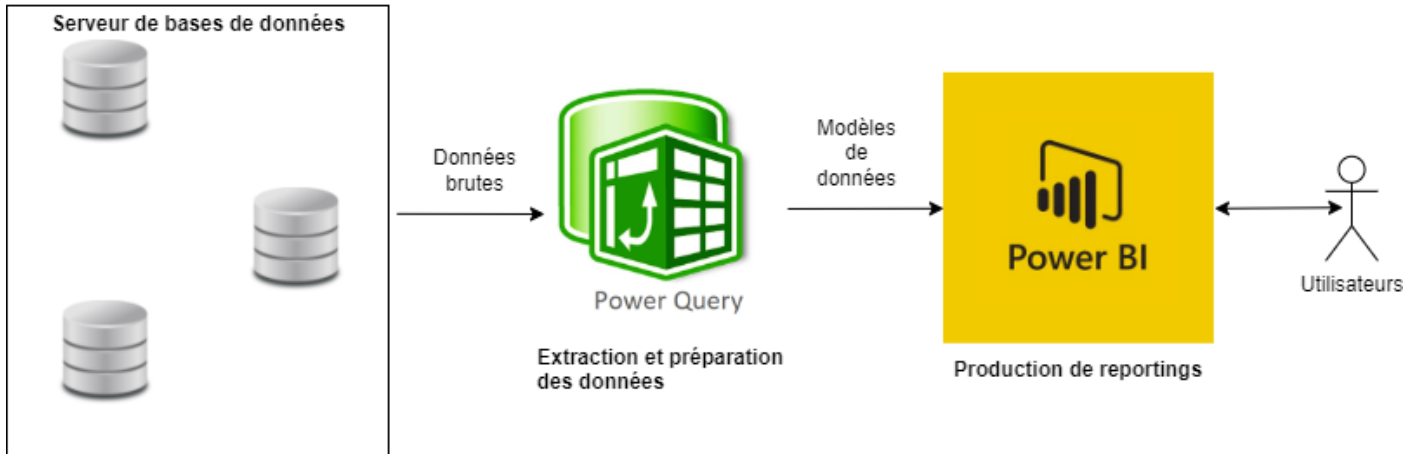 Serveur de bases de données
Données
brutes
Power Query
Extraction et préparation
des données
Modèles
de
données
Power BI
Production de reportings
Utilisateurs